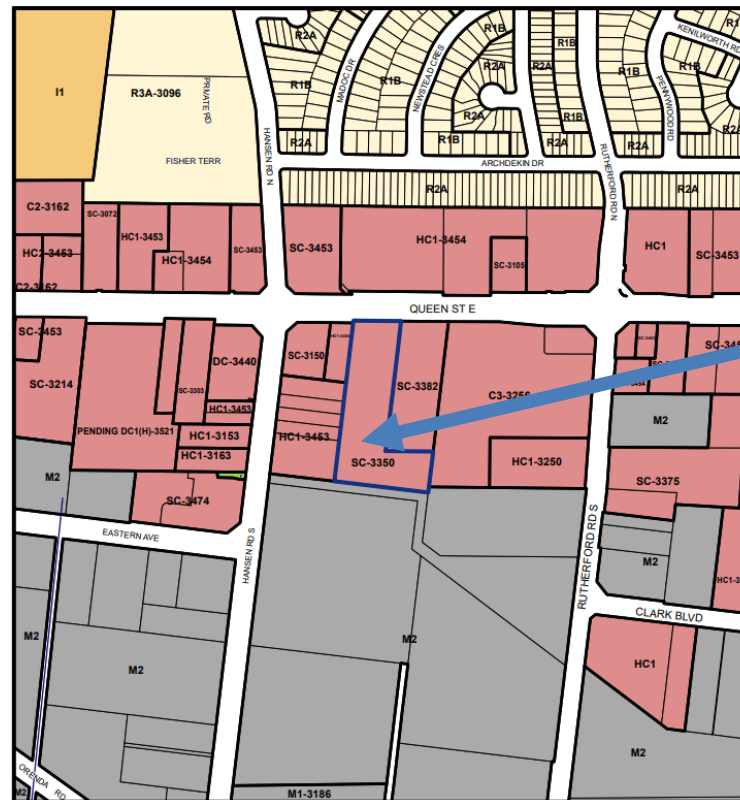 R2A
R1B
R1B
KENILWORTH RD
R1B
R2A
R1B
R2A
R1B
R1B
I1
R3A-3096
PRIVATE RD
MADOC DR
NEWSTEAD CRES
PENNYWOOD RD
R2A
R1B
HANSEN RD N
R2A
R1B
R2A
R2A
R2A
RUTHERFORD RD N
FISHER TERR
ARCHDEKIN DR
R2A
R2A
C2-3162
SC-3072
HC1-3453
HC1-3454
SC-3453
SC-3453
HC1-3454
SC-3105
HC1
SC-3453
HC2-3453
C2-3162
QUEEN ST E
SC-3453
SC-3150
DC-3440
SC-3214
SC-3303
SC-3382
C3-3256
HC1-3453
M2
PENDING DC1(H)-3521
HC1-3153
HC1-3453
HC1-3163
SC-3350
HC1-3250
SC-3375
M2
SC-3474
EASTERN AVE
HANSEN RD S
RUTHERFORD RD S
M2
HC1-3
CLARK BLVD
M2
M2
M2
HC1
M2
ORENDA RD
M2
M1-3186